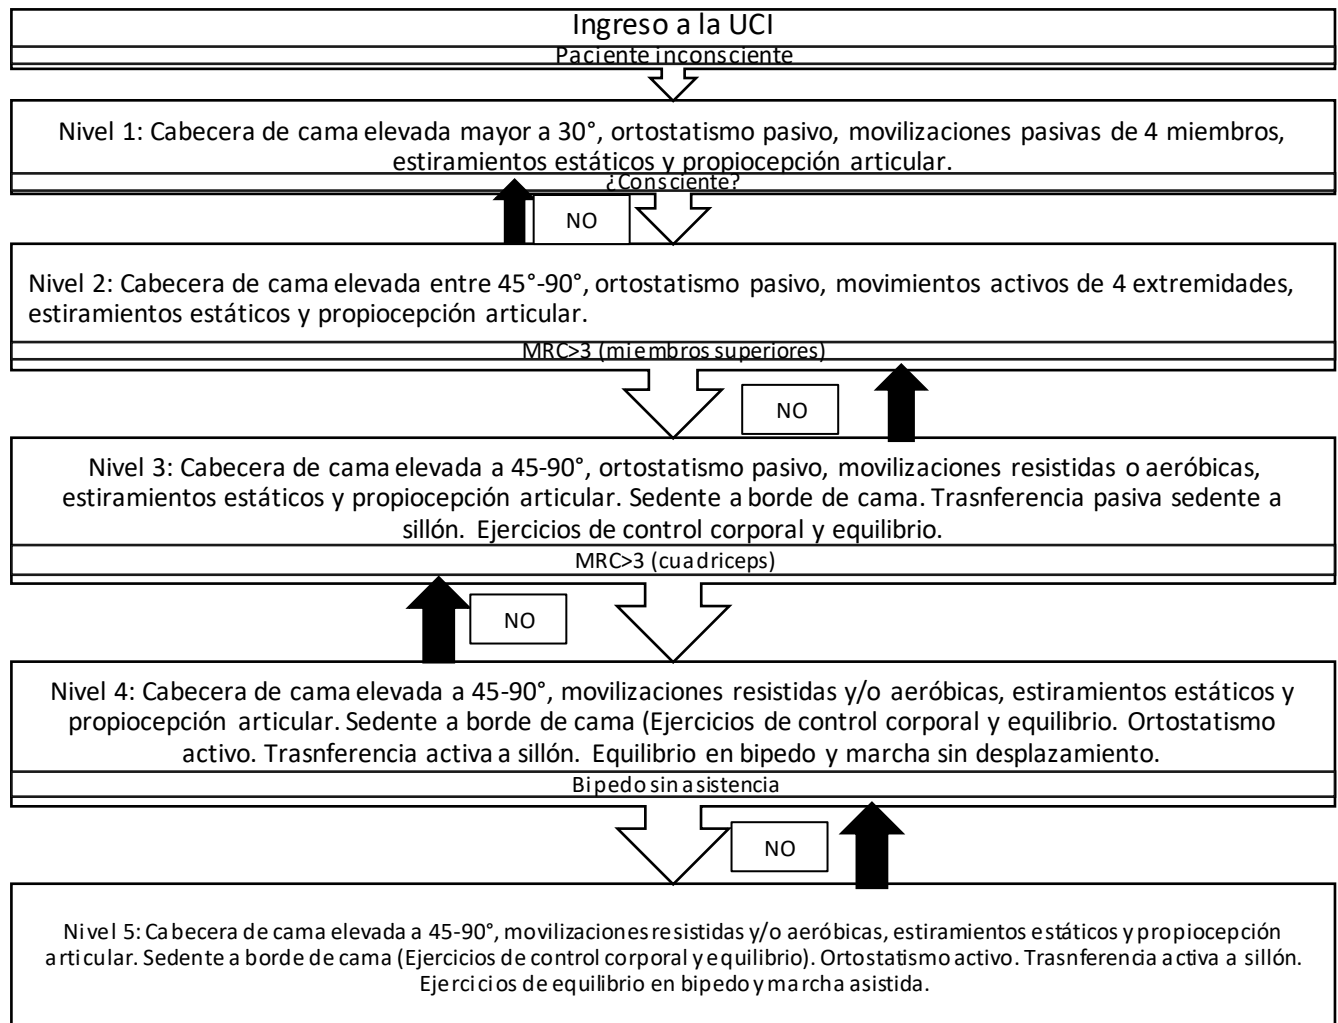 Ingreso a la UCI
Paciente inconsciente
Nivel 1: Cabecera de cama elevada mayor a 30°, ortostatismo pasivo, movilizaciones pasivas de 4 miembros,
estiramientos estáticos y propiocepción articular.
¿Consciente?
NO
Nivel 2: Cabecera de cama elevada entre 45°-90°, ortostatismo pasivo, movimientos activos de 4 extremidades,
estiramientos estáticos y propiocepción articular.
MRC>3 (miembros superiores)
NO
Nivel 3: Cabecera de cama elevada a 45-90°, ortostatismo pasivo, movilizaciones resistidas o aeróbicas,
estiramientos estáticos y propiocepción articular. Sedente a borde de cama. Trasnferencia pasiva sedente a
sillón. Ejercicios de control corporal y equilibrio.
MRC>3 (cuadriceps)
NO
Nivel 4: Cabecera de cama elevada a 45-90°, movilizaciones resistidas y/o aeróbicas, estiramientos estáticos y
propiocepción articular. Sedente a borde de cama (Ejercicios de control corporal y equilibrio. Ortostatismo
activo. Trasnferencia activa a sillón. Equilibrio en bipedo y marcha sin desplazamiento.
Bipedo sin asistencia
NO
Nivel 5: Cabecera de cama elevada a 45-90°, movilizaciones resistidas y/o aeróbicas, estiramientos estáticos y propiocepción
articular. Sedente a borde de cama (Ejercicios de control corporal y equilibrio). Ortostatismo activo. Trasnferencia activa a sillón.
Ejercicios de equilibrio en bipedo y marcha asistida.